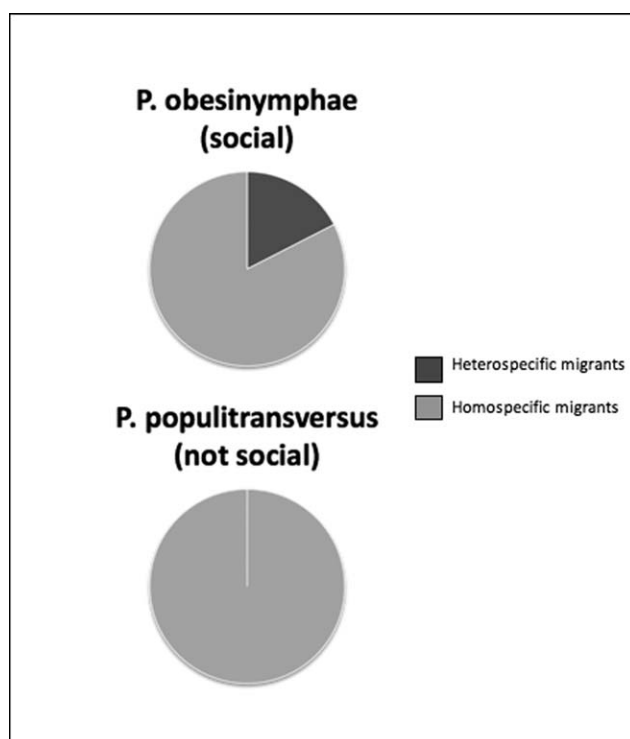 P. obesinymphae
(social)
Heterospecific migrants
Homospecific migrants
P. populitransversus
(not social)